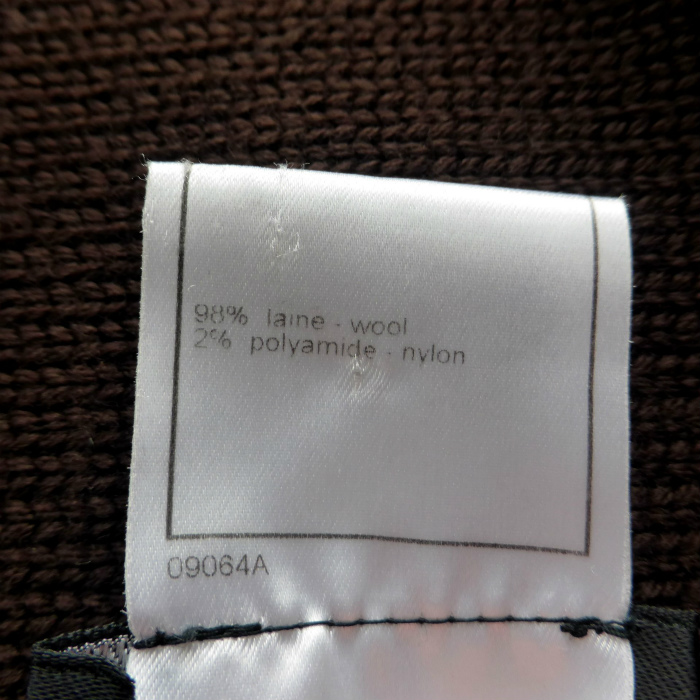 98% laine - wool
2% polyamide - nylon
09064A